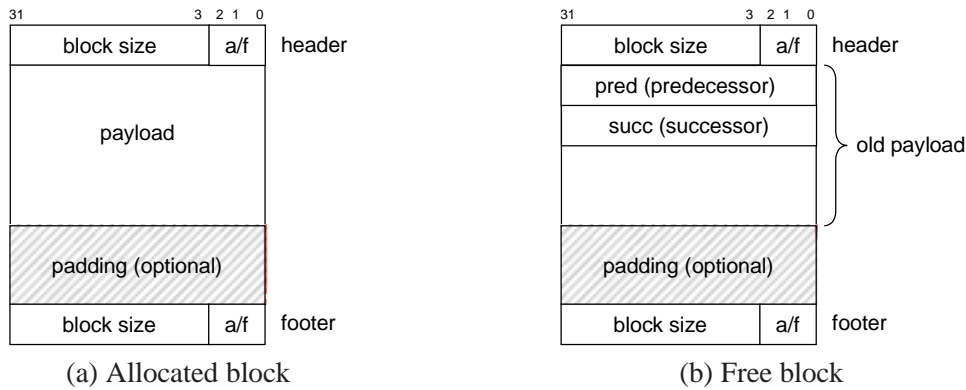 31 3 2 1 0
block size a/f header
payload
padding (optional)
block size a/f footer
(a) Allocated block
31 3 2 1 0
block size a/f header
pred (predecessor)
succ (successor)
old payload
padding (optional)
block size a/f footer
(b) Free block